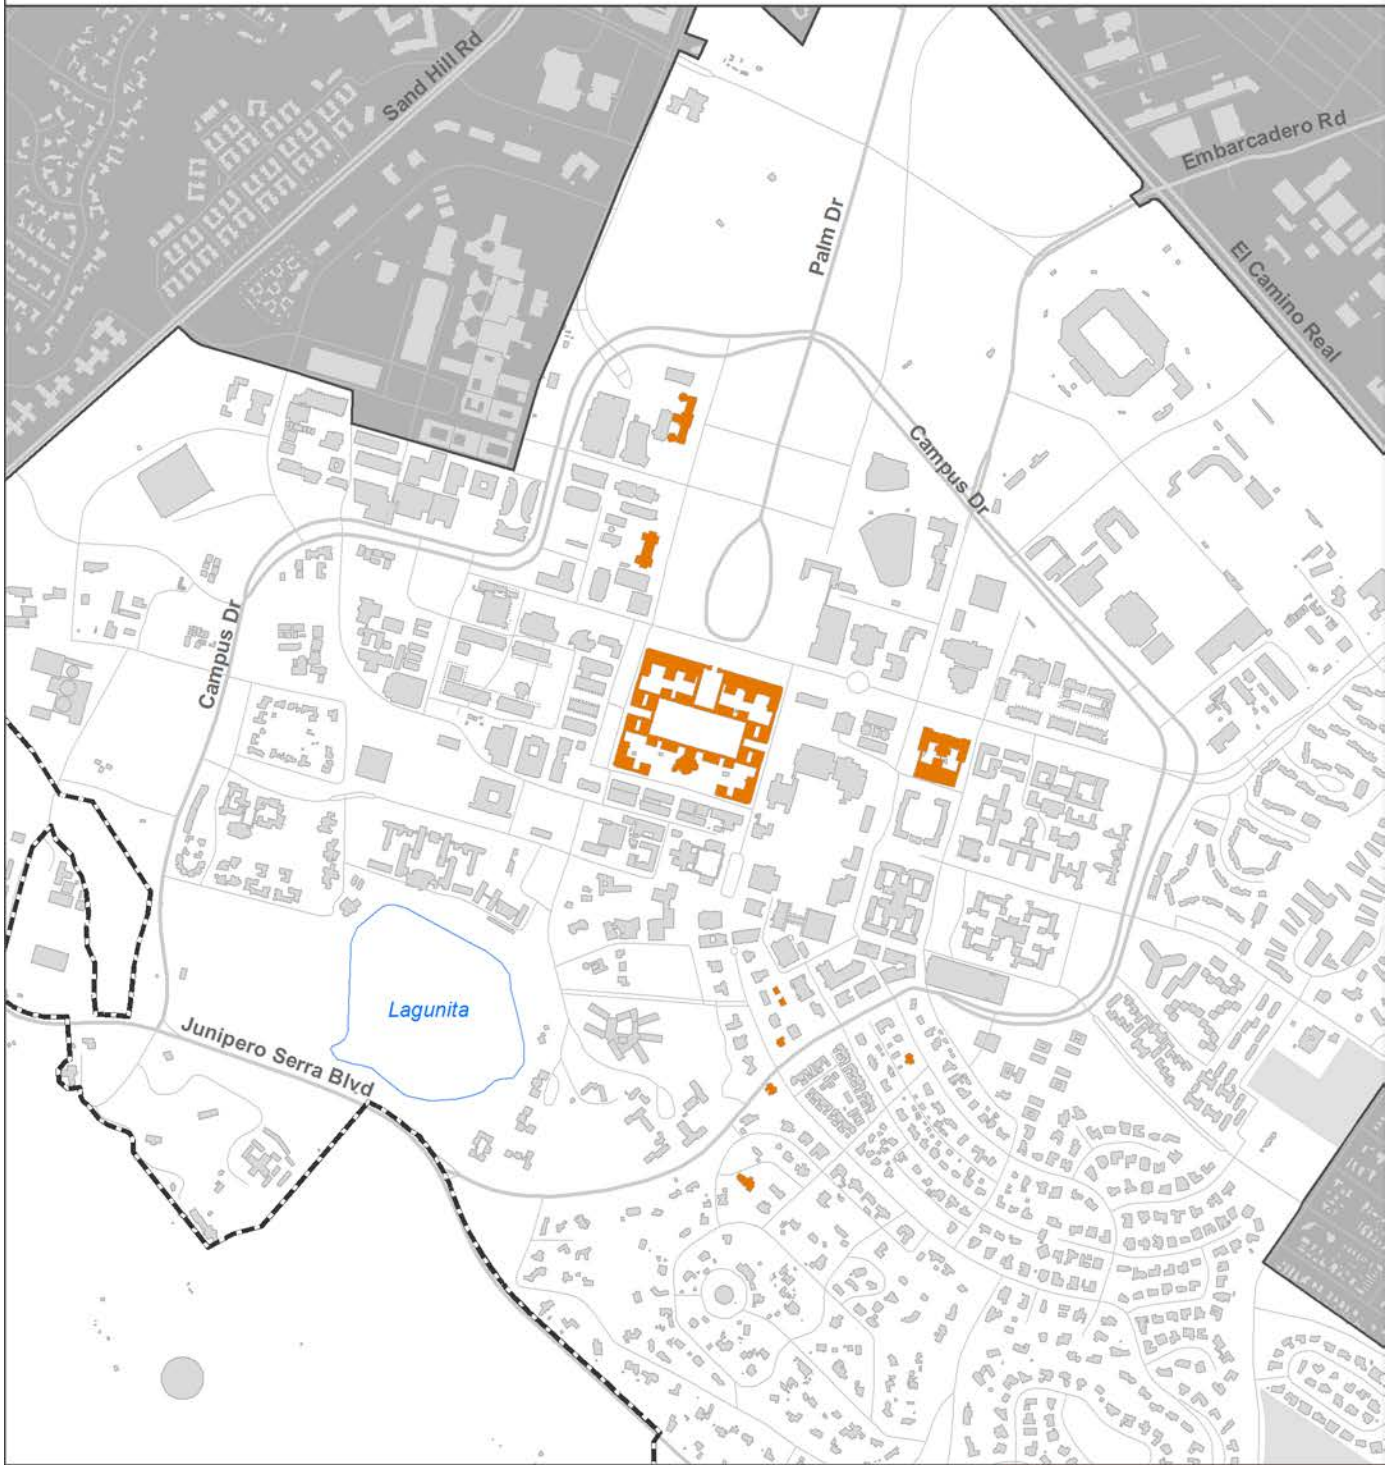 Sand Hill Rd
Embarcadero Rd
Palm Dr
El Camino Real
Campus Dr
Campus Dr
Lagunita
Junipero Serra Blvd